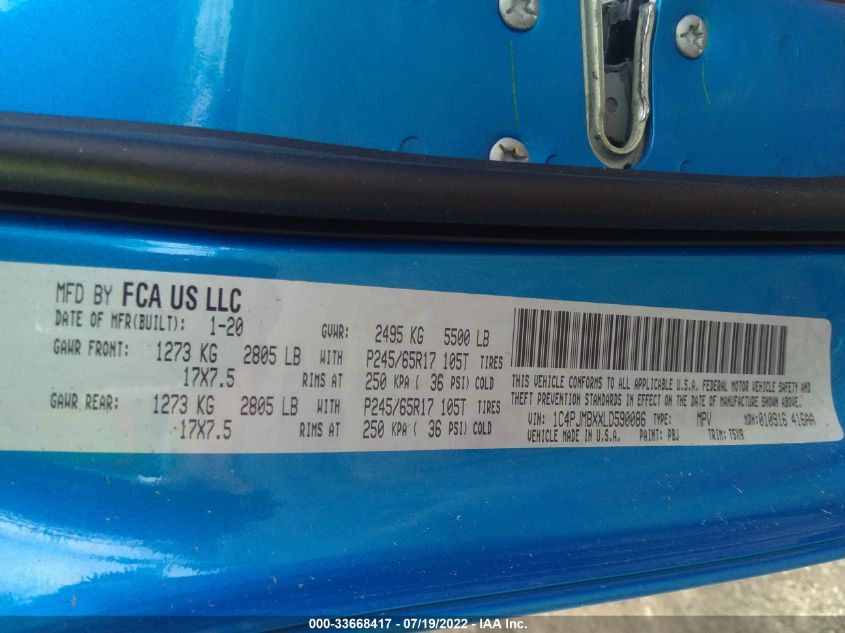 MFD BY FCA US LLC
DATE OF MFR(BUILT): 1-20 GVWR: 2495 KG 5500 LB
GAWR FRONT: 1273 KG 2805 LB WITH P245/65R17 105T TIRES
17X7.5 RIMS AT 250 KPA ( 36 PSI) COLD
GAWR REAR: 1273 KG 2805 LB WITH P245/65R17 105T TIRES
17X7.5 RIMS AT 250 KPA ( 36 PSI) COLD
THIS VEHICLE CONFORMS TO ALL APPLICABLE U.S.A. FEDERAL MOTOR VEHICLE SAFETY AND
THEFT PREVENTION STANDARDS IN EFFECT ON THE DATE OF MANUFACTURE SHOWN ABOVE.
VIN: 1C4PJMBXXLD590086 TYPE: MPV MDH:010916 416AA
VEHICLE MADE IN U.S.A. PAINT: PBJ TRIM: TSX9
000-33668417 - 07/19/2022 - IAA Inc.